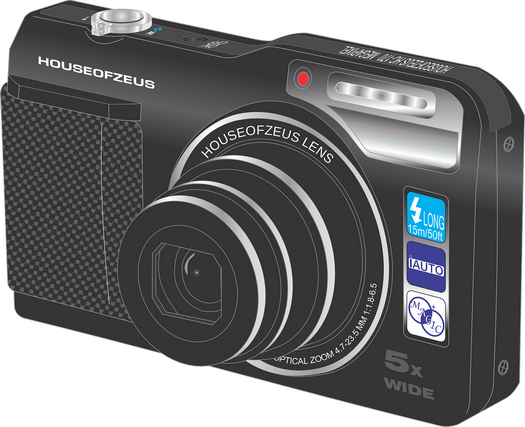 HOUSEOFZEUS
HOUSEOFZEUS LENS
LONG
15m/50ft
iAUTO
MAGIC
OPTICAL ZOOM 4.7-23.5 MM 1:1.8-6.5
5x
WIDE